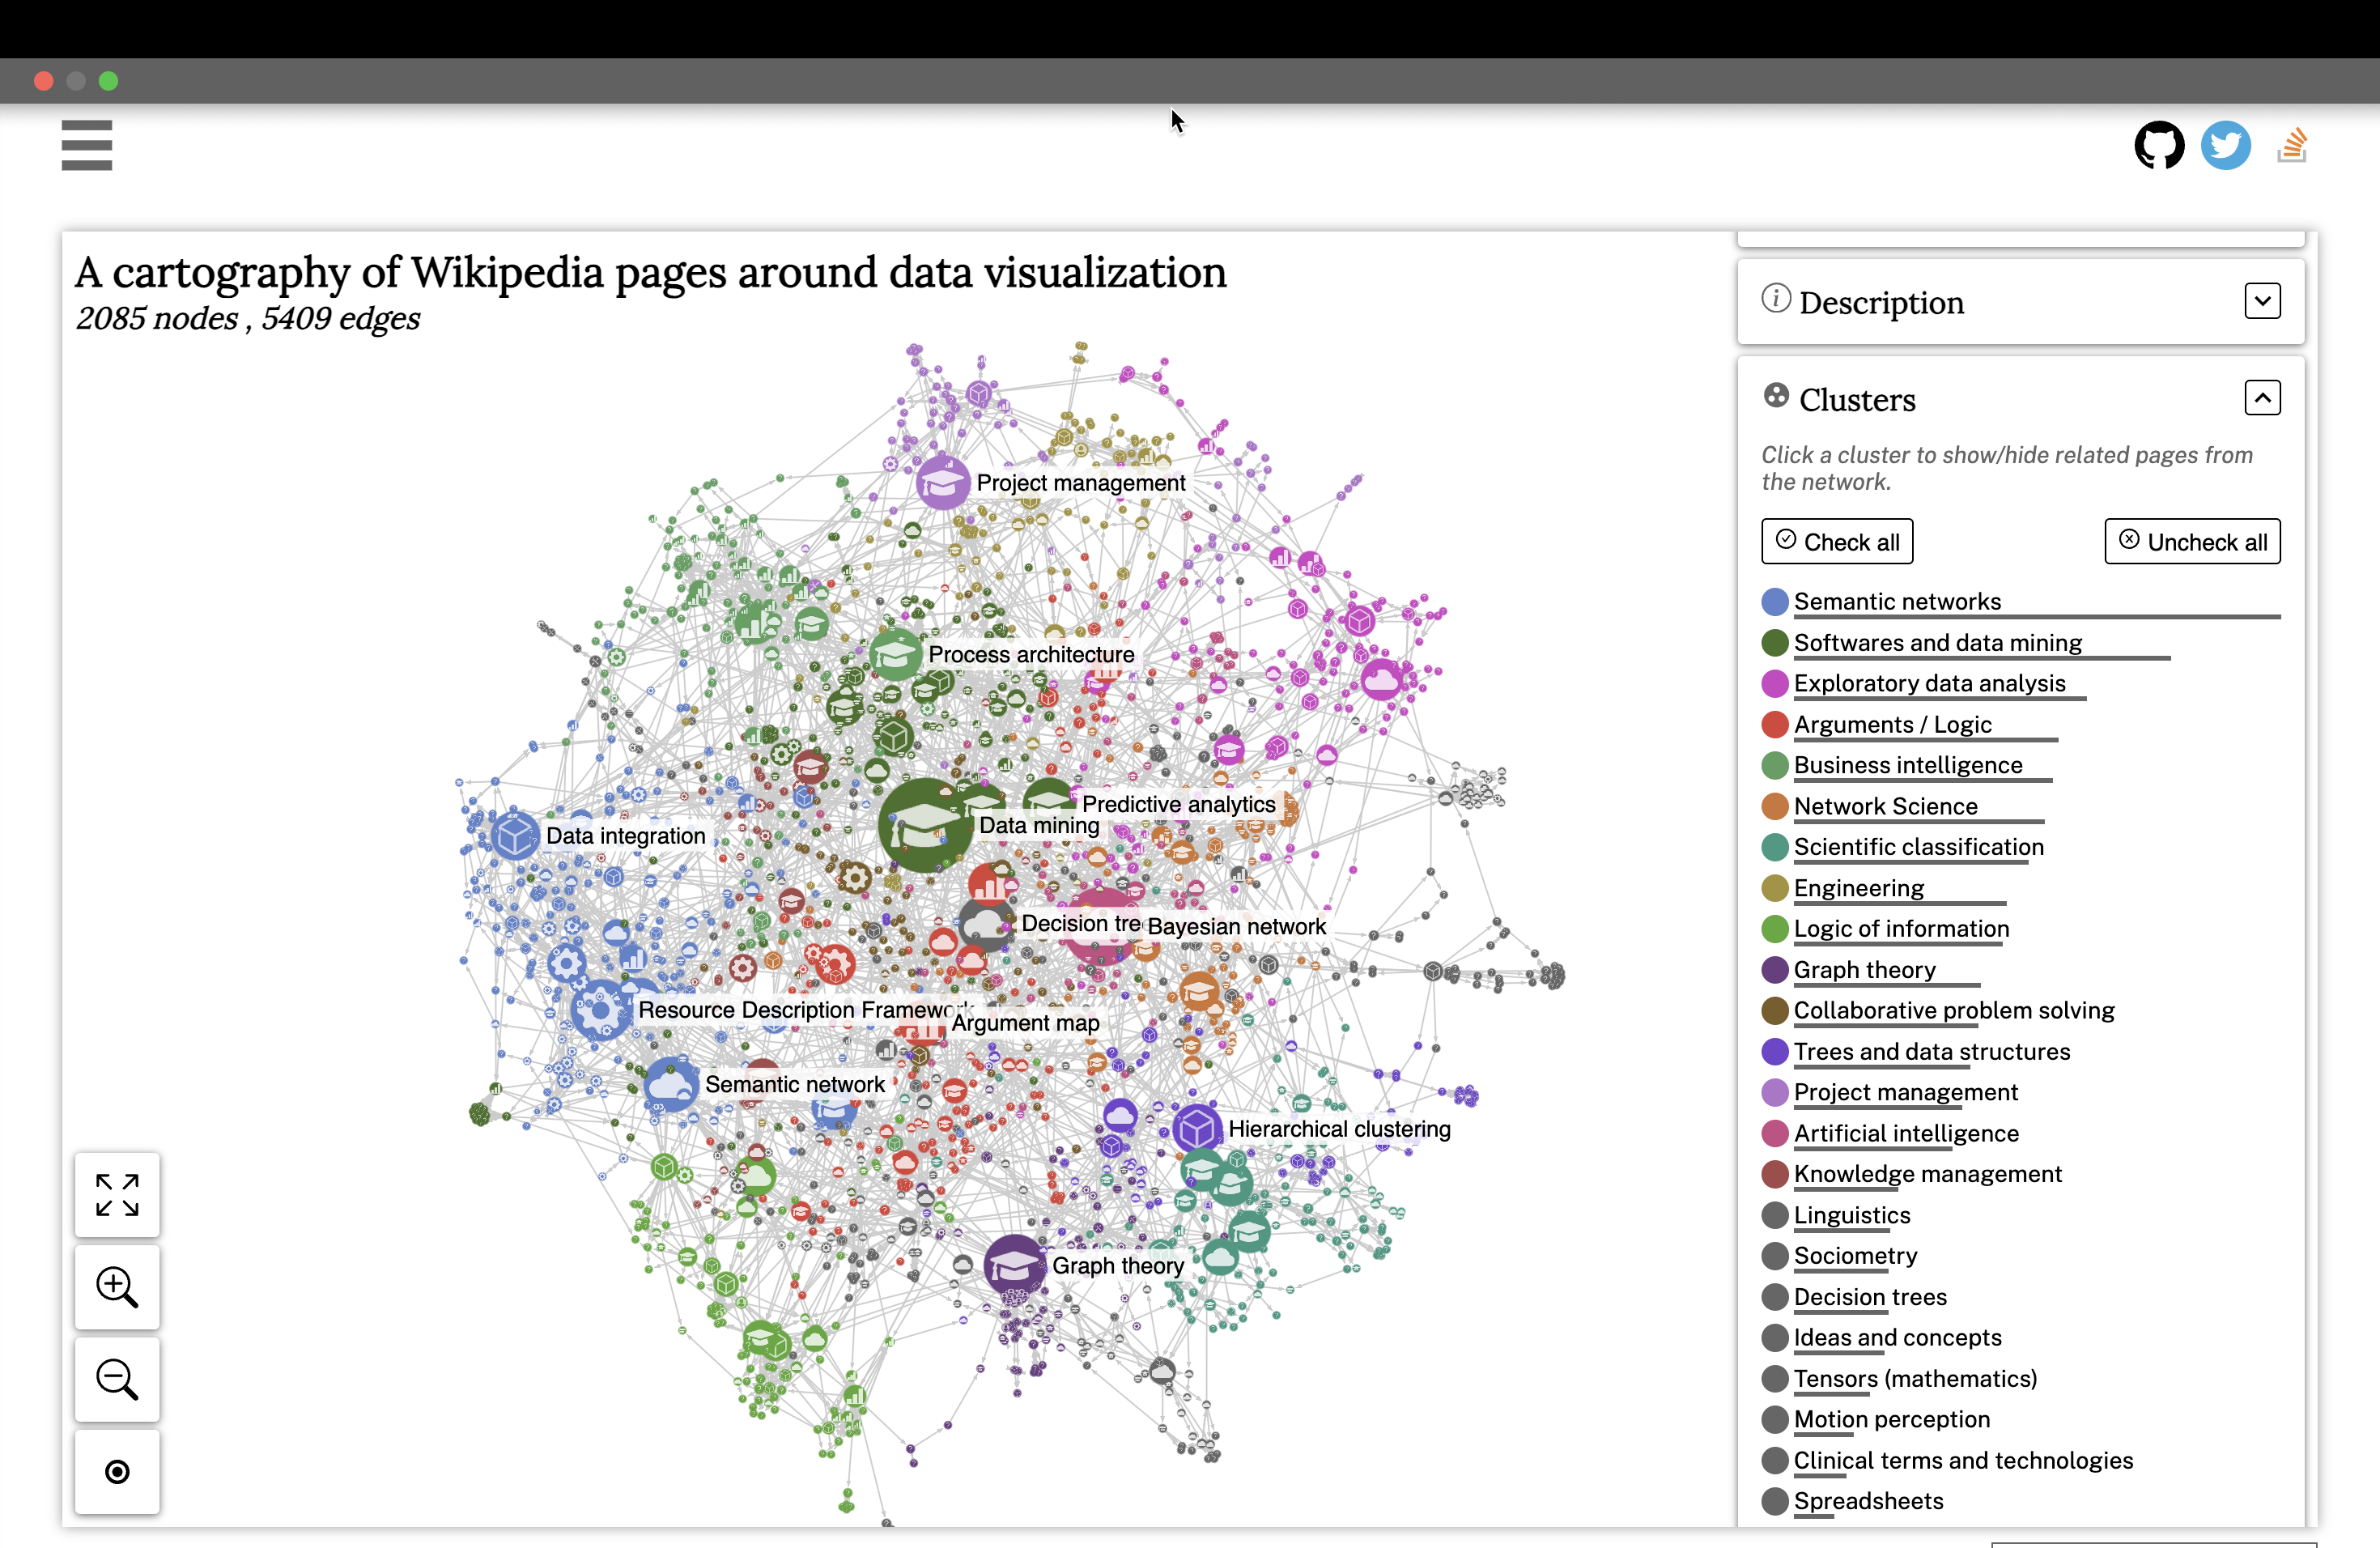 A cartography of Wikipedia pages around data visualization
2085 nodes , 5409 edges
Project management
Process architecture
Predictive analytics
Data mining
Data integration
Decision tre
Bayesian network
Resource Description Framework
Argument map
Semantic network
Hierarchical clustering
Graph theory
Description
Clusters
Click a cluster to show/hide related pages from
the network.
Check all
Uncheck all
Semantic networks
Softwares and data mining
Exploratory data analysis
Arguments / Logic
Business intelligence
Network Science
Scientific classification
Engineering
Logic of information
Graph theory
Collaborative problem solving
Trees and data structures
Project management
Artificial intelligence
Knowledge management
Linguistics
Sociometry
Decision trees
Ideas and concepts
Tensors (mathematics)
Motion perception
Clinical terms and technologies
Spreadsheets